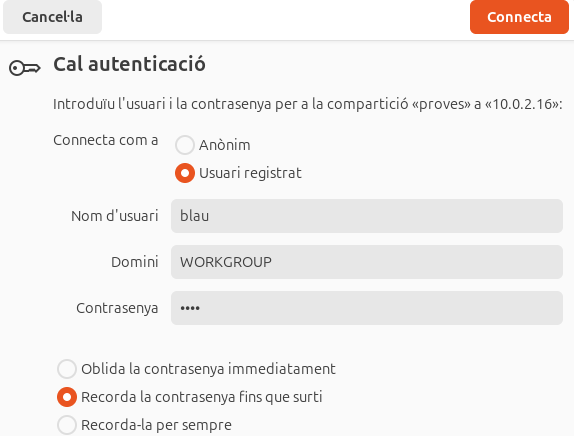 Cancel·la
Connecta
Cal autenticació
Introduïu l'usuari i la contrasenya per a la compartició «proves» a «10.0.2.16»:
Connecta com a
Anònim
Usuari registrat
Nom d'usuari
blau
Domini
WORKGROUP
Contrasenya
••••
Oblida la contrasenya immediatament
Recorda la contrasenya fins que surti
Recorda-la per sempre